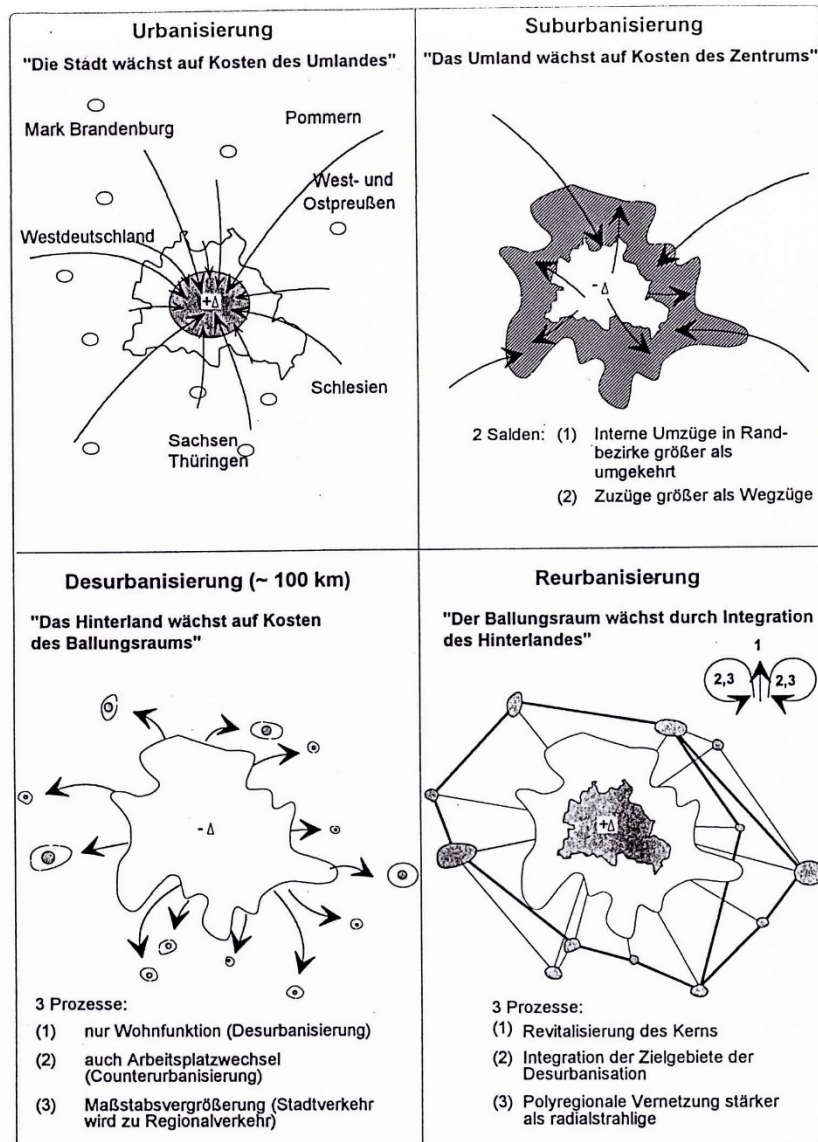 Urbanisierung
"Die Stadt wächst auf Kosten des Umlandes"
Mark Brandenburg
Pommern
West- und
Ostpreußen
Westdeutschland
+Δ
Schlesien
Sachsen
Thüringen
Suburbanisierung
"Das Umland wächst auf Kosten des Zentrums"
-Δ
2 Salden: (1) Interne Umzüge in Rand-
bezirke größer als
umgekehrt
(2) Zuzüge größer als Wegzüge
Desurbanisierung (~ 100 km)
"Das Hinterland wächst auf Kosten
des Ballungsraums"
-Δ
3 Prozesse:
(1) nur Wohnfunktion (Desurbanisierung)
(2) auch Arbeitsplatzwechsel
(Counterurbanisierung)
(3) Maßstabsvergrößerung (Stadtverkehr
wird zu Regionalverkehr)
Reurbanisierung
"Der Ballungsraum wächst durch Integration
des Hinterlandes"
1
2,3 2,3
+Δ
3 Prozesse:
(1) Revitalisierung des Kerns
(2) Integration der Zielgebiete der
Desurbanisation
(3) Polyregionale Vernetzung stärker
als radialstrahlige